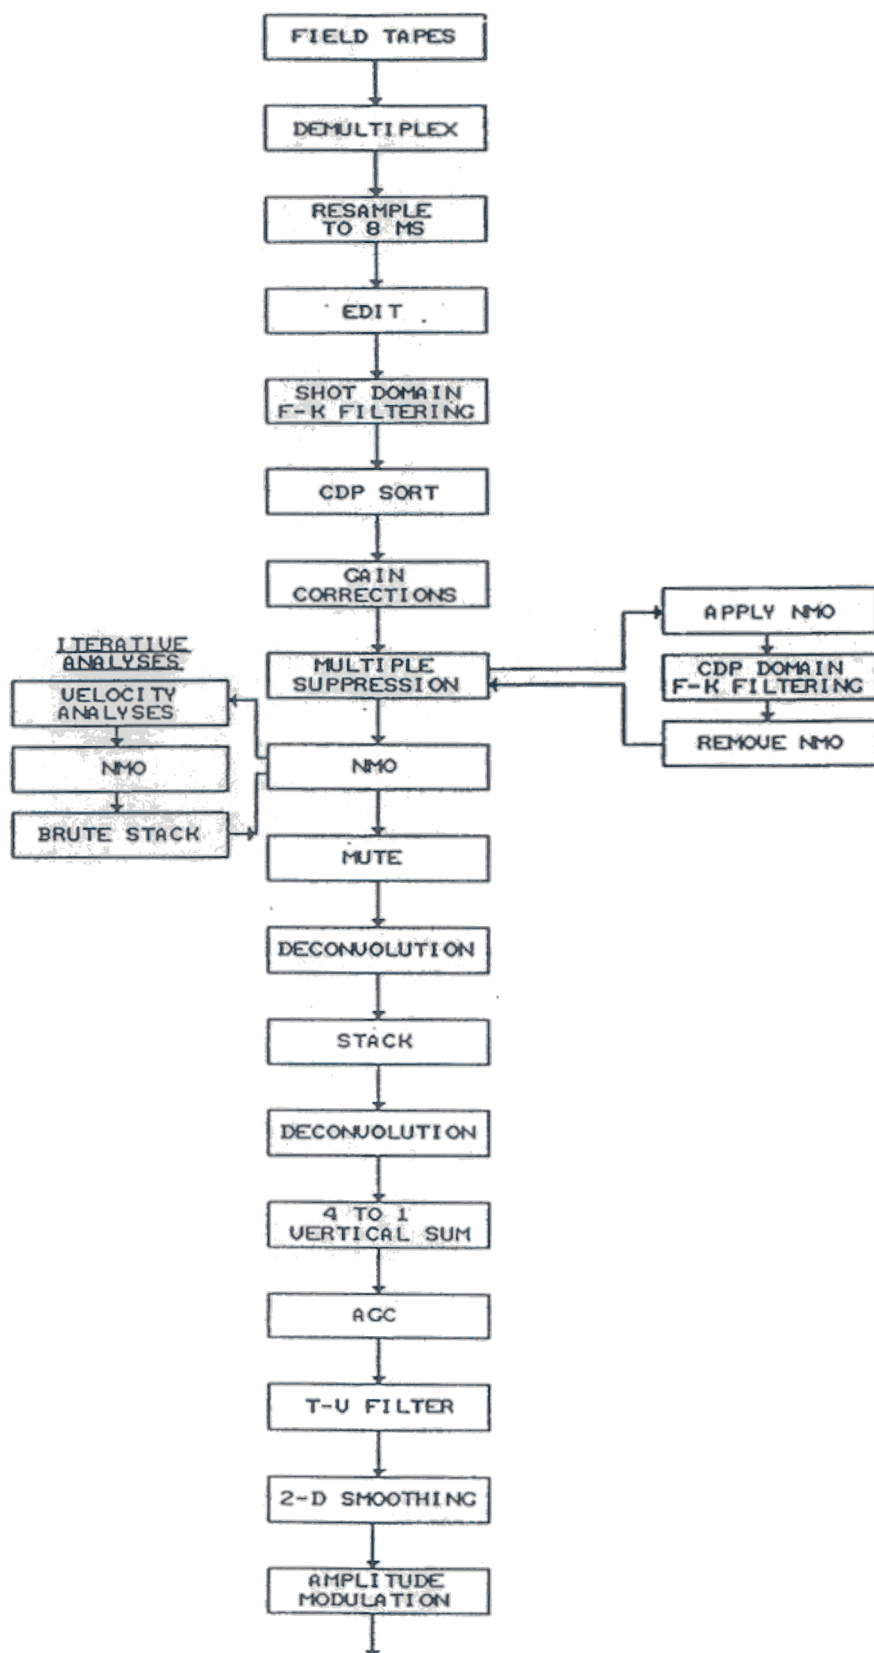 FIELD TAPES
DEMULTIPLEX
RESAMPLE
TO 8 MS
EDIT
SHOT DOMAIN
F-K FILTERING
CDP SORT
GAIN
CORRECTIONS
MULTIPLE
SUPPRESSION
APPLY NMO
CDP DOMAIN
F-K FILTERING
REMOVE NMO
ITERATIVE
ANALYSES
VELOCITY
ANALYSES
NMO
BRUTE STACK
NMO
MUTE
DECONVOLUTION
STACK
DECONVOLUTION
4 TO 1
VERTICAL SUM
AGC
T-V FILTER
2-D SMOOTHING
AMPLITUDE
MODULATION